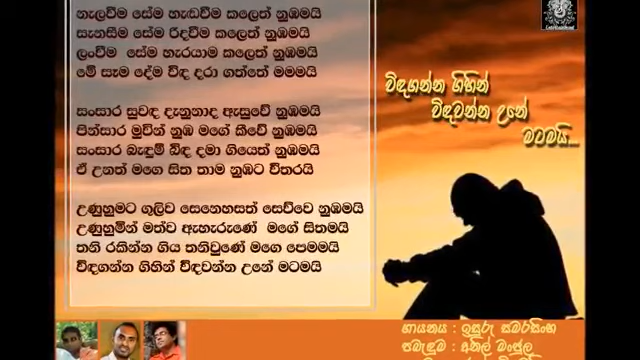 නැලවීම සේම හැඬවීම කලෙත් නුඹමයි
සැනසීම සේම රිදවීම කලෙත් නුඹමයි
ලංවීම සේම හැරයාම කලෙත් නුඹමයි
මේ සෑම දේම විඳ දරා ගත්තේ මමමයි
සංසාර සුවඳ දැනුනාද ඇසුවේ නුඹමයි
පින්සාර මුවින් නුඹ මගේ කීවේ නුඹමයි
සංසාර බැඳුම් බිඳ දමා ගියෙත් නුඹමයි
ඒ උනත් මගෙ සිත තාම නුඹට විතරයි
උණුහුමට ගුලිව සෙනෙහසත් සෙව්වෙ නුඹමයි
උණුහුමින් මත්ව ඇහැරුණේ මගෙ සිතමයි
තනි රකින්න ගිය තනිවුණේ මගෙ පෙමමයි
විඳගන්න ගිහින් විඳවන්න උනේ මටමයි
විඳගන්න ගිහින්
විඳවන්න උනේ
මටමයි...
ගායනය : ඉසුරු සමරසිංහ
පබැඳුම : අනිල් මංජුල